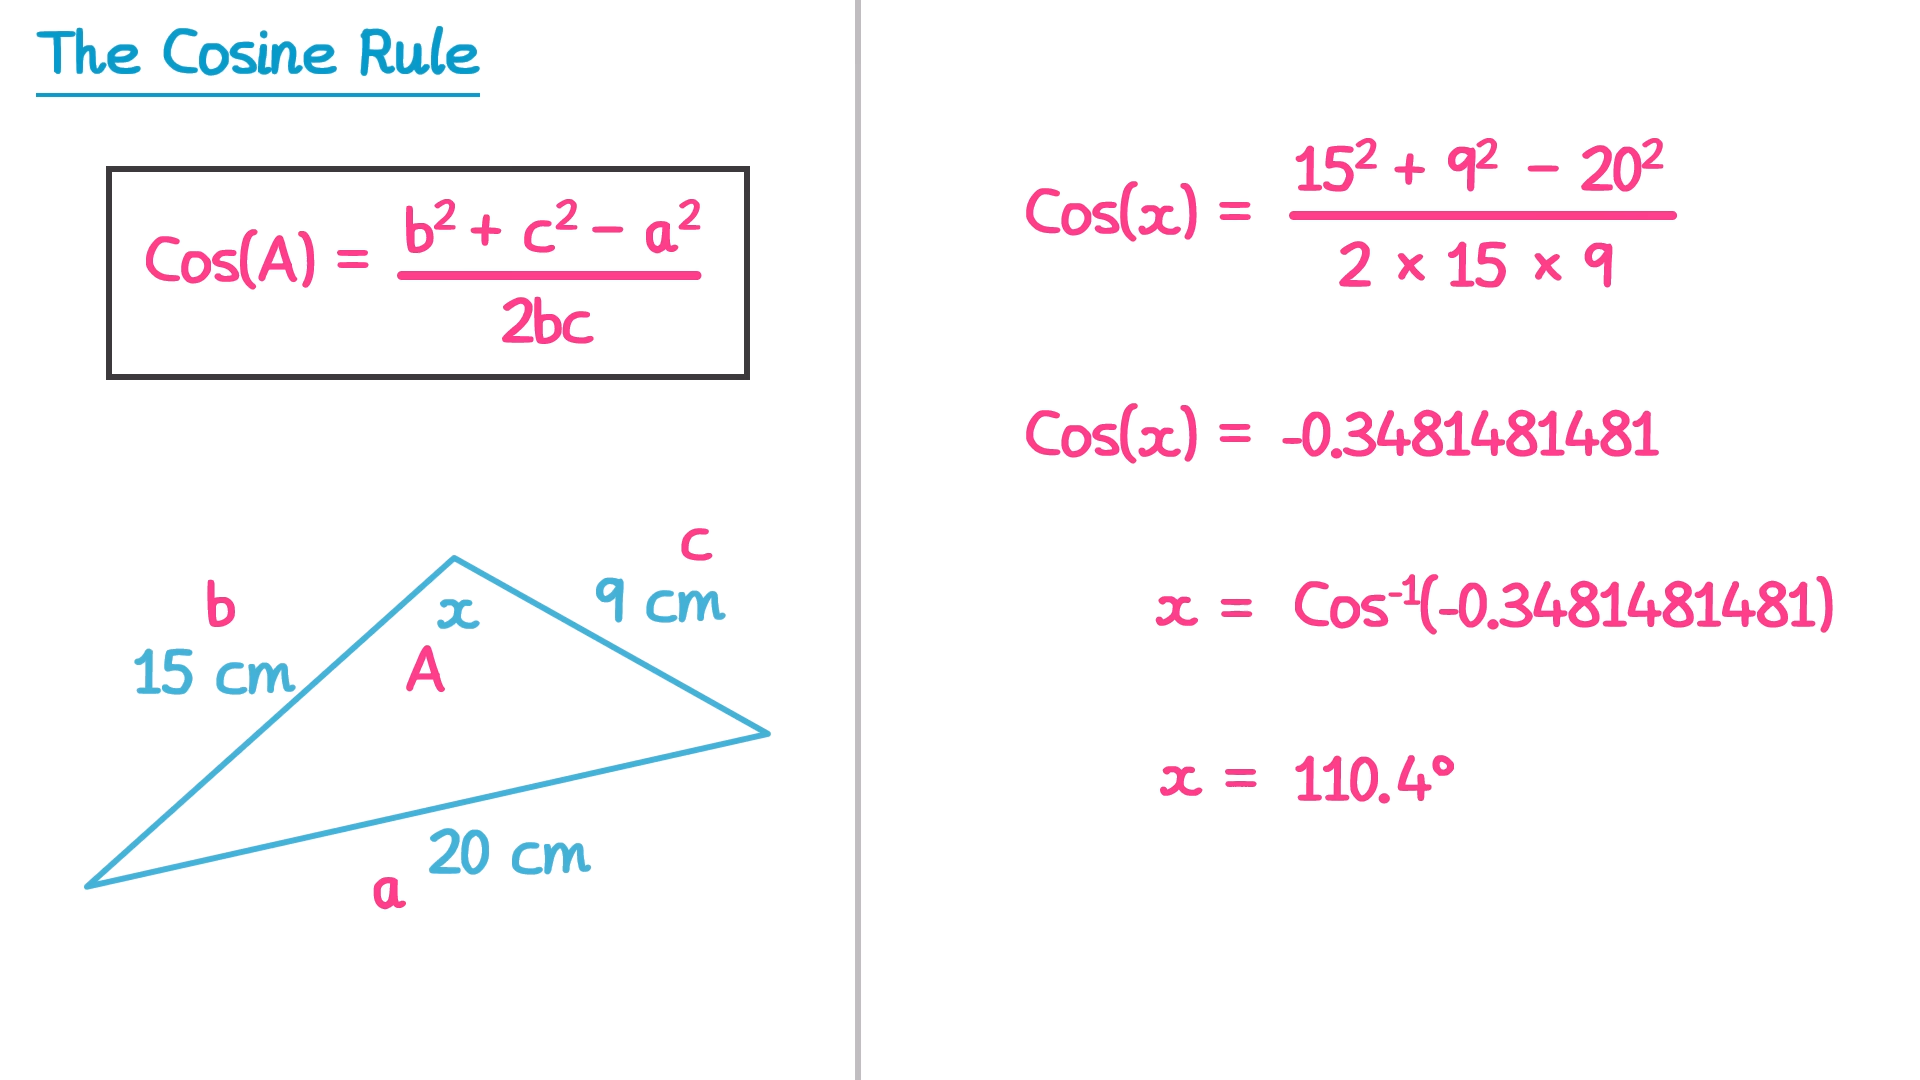 The Cosine Rule
Cos(A) = b² + c² − a² / 2bc
b
15 cm
x
A
c
9 cm
20 cm
a
Cos(x) = 15² + 9² − 20² / 2 × 15 × 9
Cos(x) = -0.3481481481
x = Cos⁻¹(-0.3481481481)
x = 110.4°